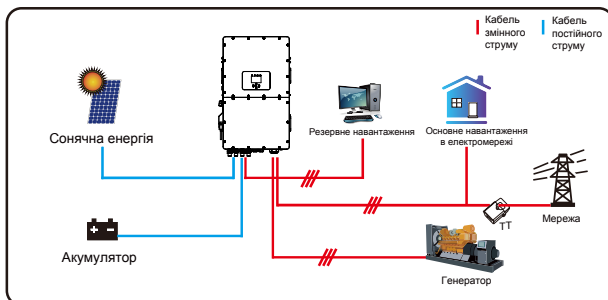 Кабель
змінного
струму
Кабель
постійного
струму
Сонячна енергія
Резервне навантаження
Основне навантаження
в електромережі
ТТ
Мережа
Акумулятор
Генератор